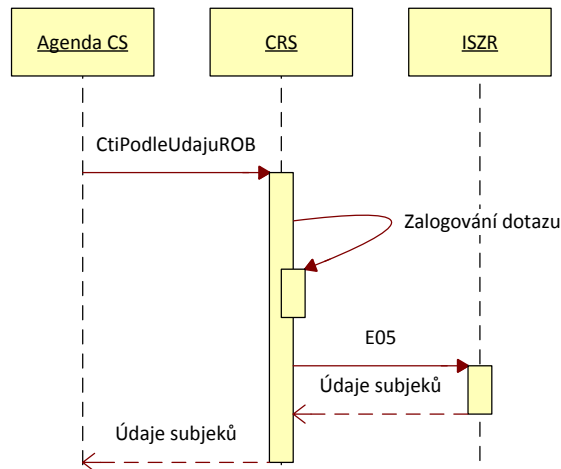 Agenda CS
CRS
ISZR
CtiPodleUdajuROB
Zalogování dotazu
E05
Údaje subjeků
Údaje subjeků